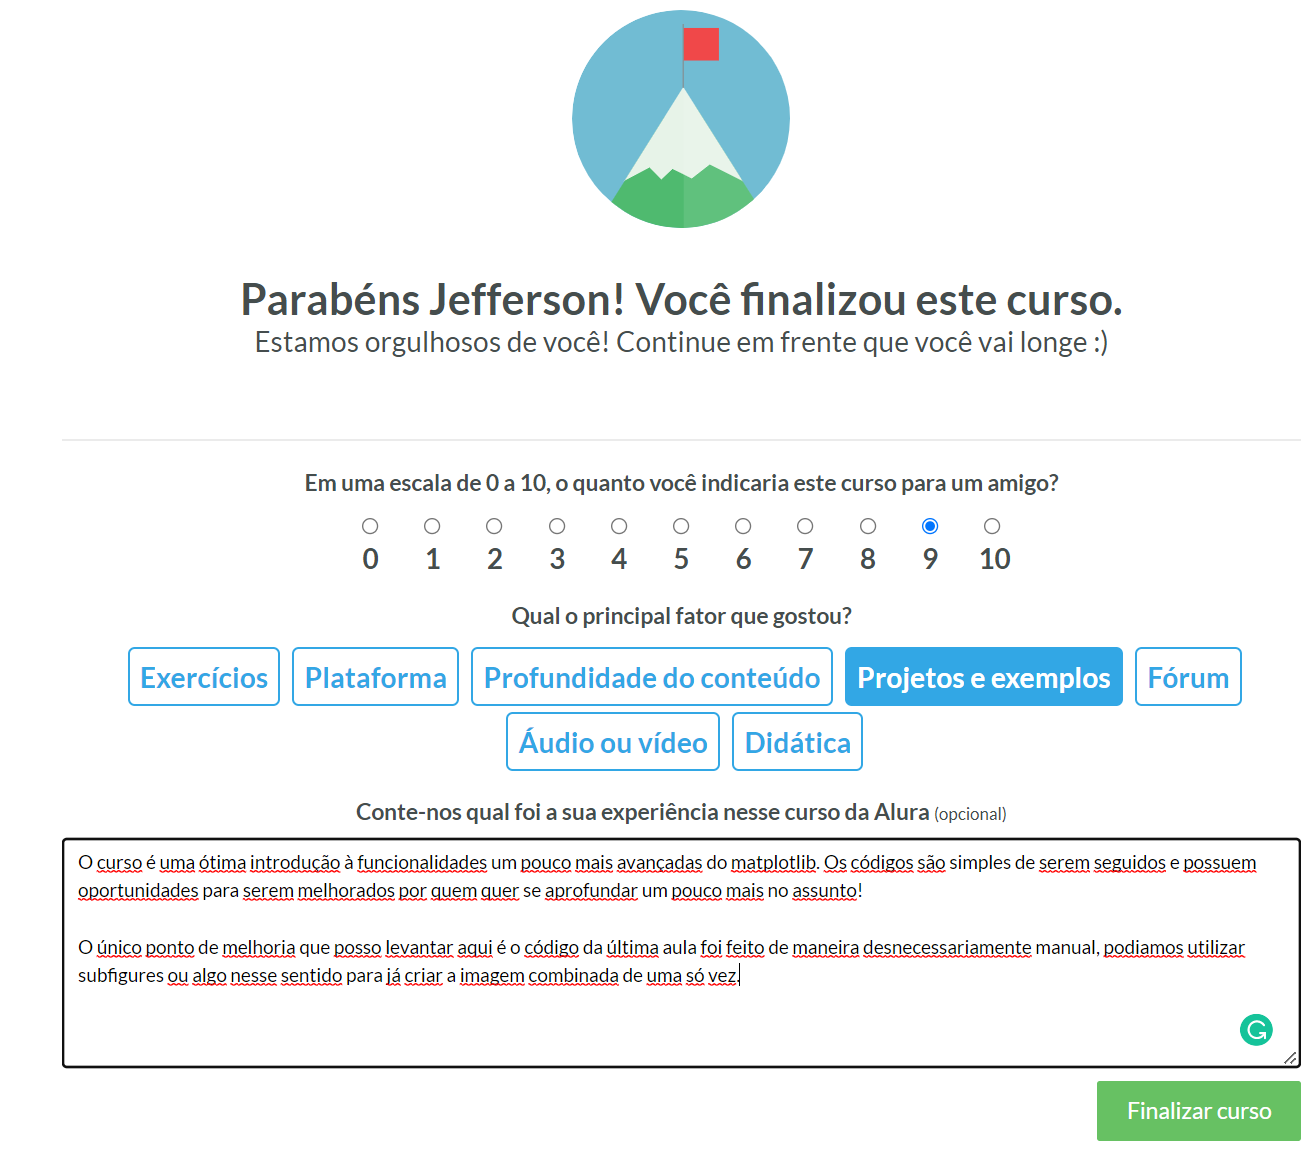 Parabéns Jefferson! Você finalizou este curso.
Estamos orgulhosos de você! Continue em frente que você vai longe :)
Em uma escala de 0 a 10, o quanto você indicaria este curso para um amigo?
0 1 2 3 4 5 6 7 8 9 10
Qual o principal fator que gostou?
Exercícios Plataforma Profundidade do conteúdo Projetos e exemplos Fórum
Áudio ou vídeo Didática
Conte-nos qual foi a sua experiência nesse curso da Alura (opcional)
O curso é uma ótima introdução à funcionalidades um pouco mais avançadas do matplotlib. Os códigos são simples de serem seguidos e possuem
oportunidades para serem melhorados por quem quer se aprofundar um pouco mais no assunto!
O único ponto de melhoria que posso levantar aqui é o código da última aula foi feito de maneira desnecessariamente manual, podiamos utilizar
subfigures ou algo nesse sentido para já criar a imagem combinada de uma só vez.
Finalizar curso